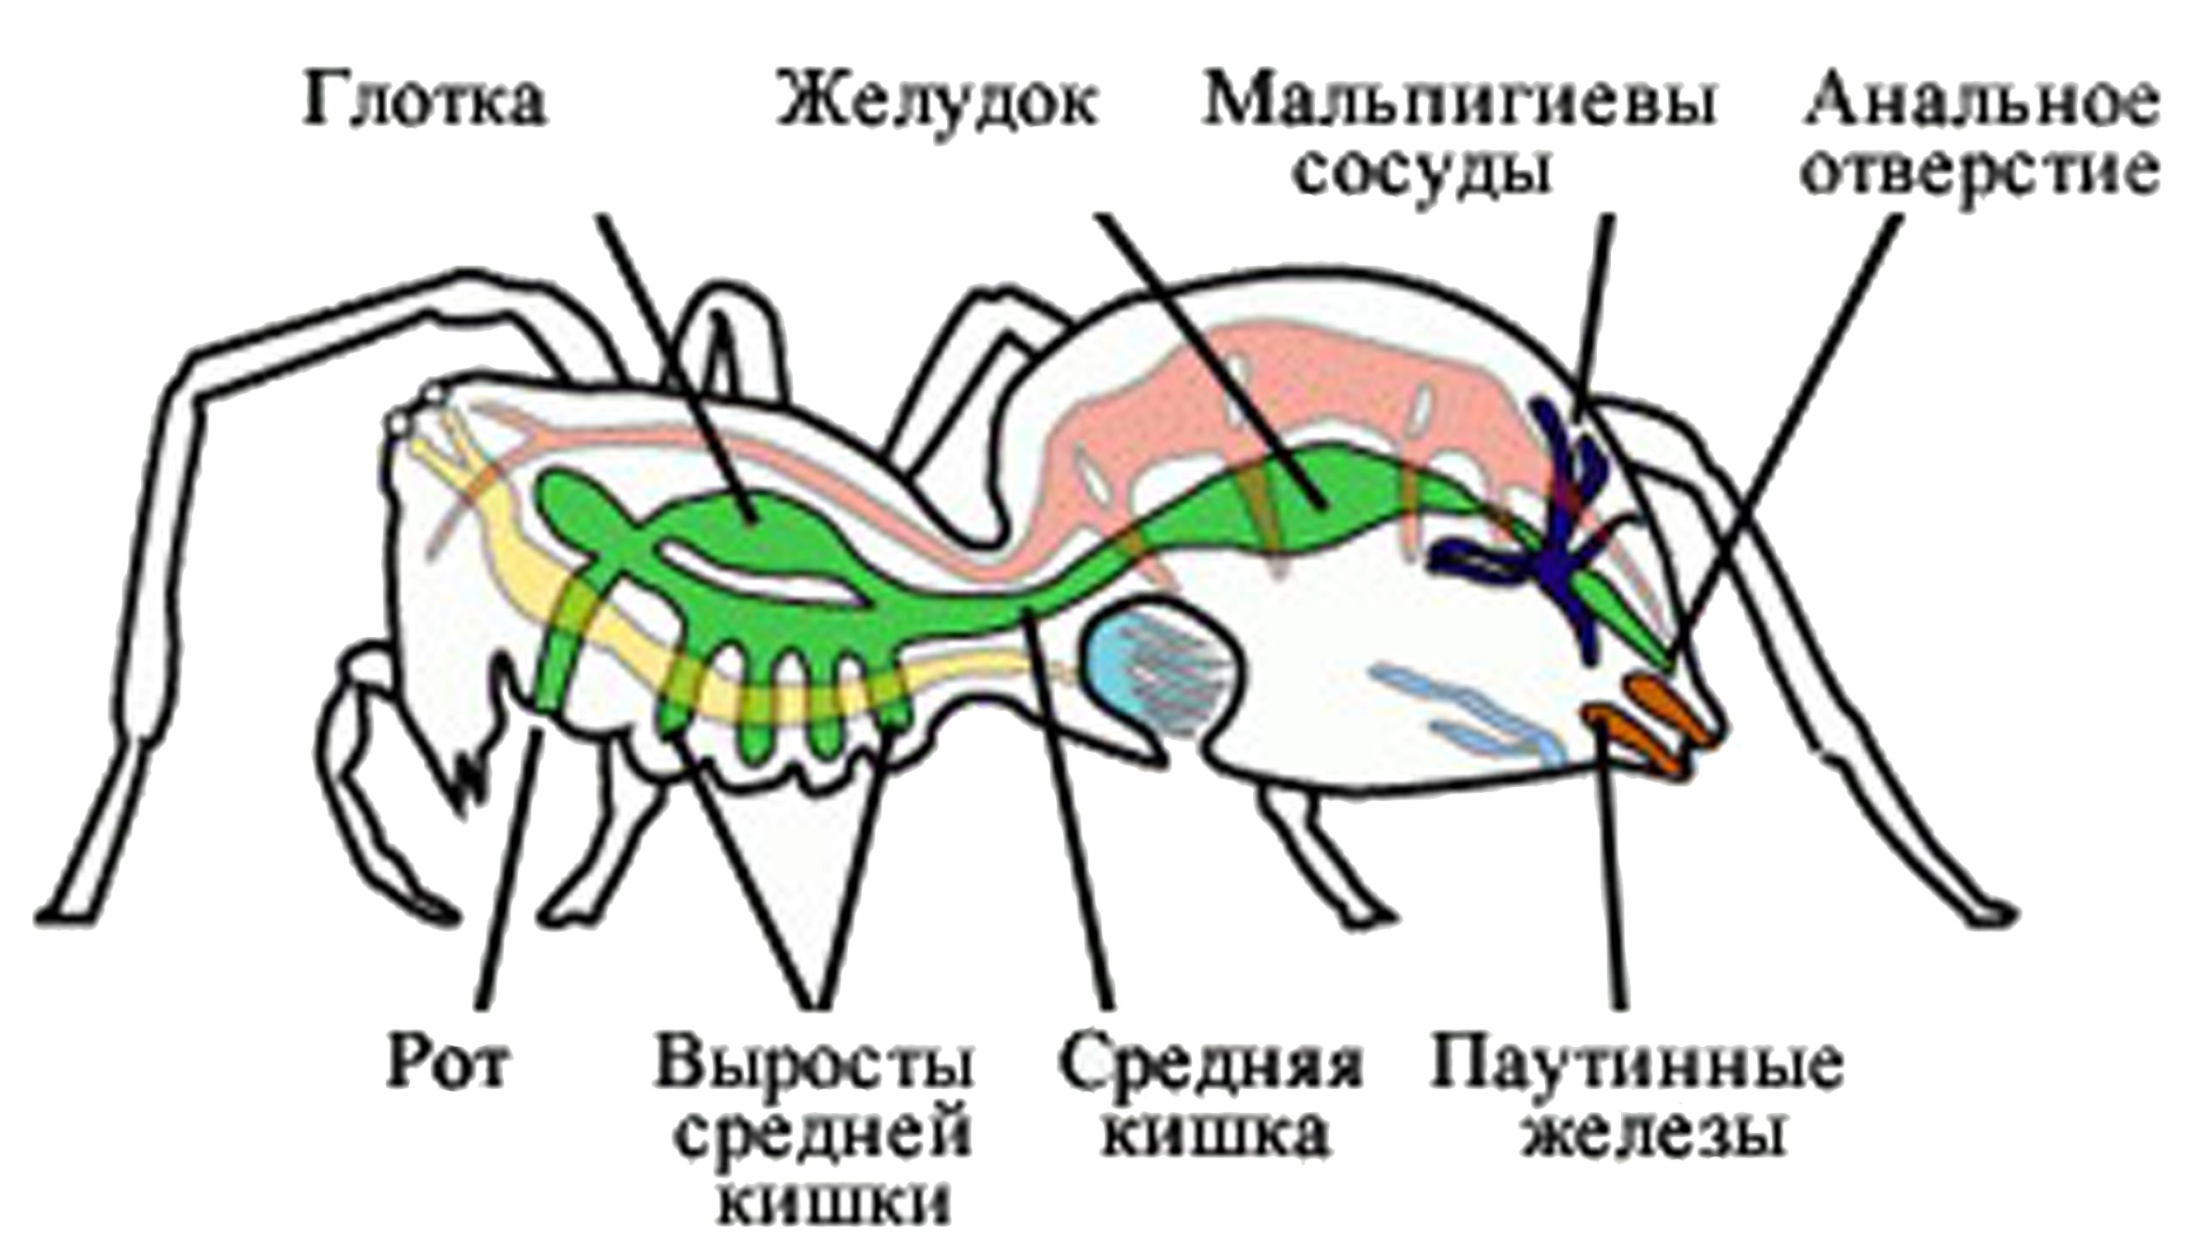 Глотка
Желудок
Мальпигиевы
сосуды
Анальное
отверстие
Рот
Выросты
средней
кишки
Средняя
кишка
Паутинные
железы